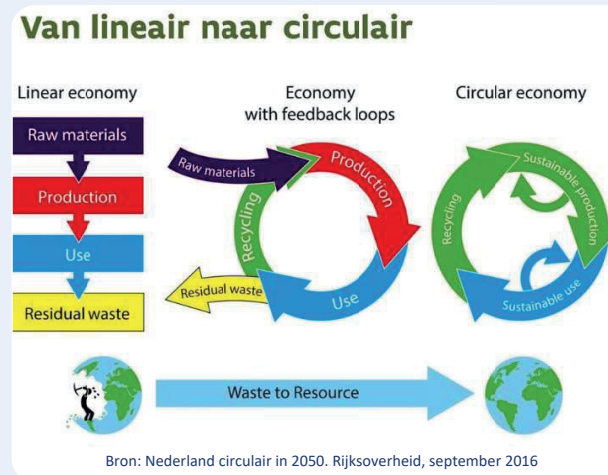 Van lineair naar circulair
Linear economy
Raw materials
Production
Use
Residual waste
Economy
with feedback loops
Raw materials
Production
Recycling
Residual waste
Use
Circular economy
Sustainable production
Recycling
Sustainable use
Waste to Resource
Bron: Nederland circulair in 2050. Rijksoverheid, september 2016